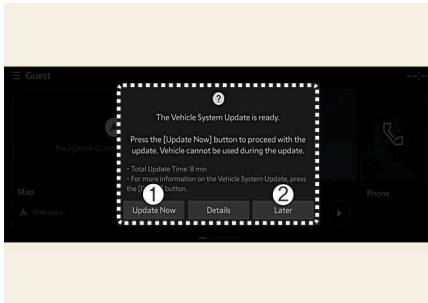 Guest
?
The Vehicle System Update is ready.
Press the [Update Now] button to proceed with the
update. Vehicle cannot be used during the update.
• Total Update Time: 8 min
• For more information on the Vehicle System Update, press
the [D button.
1
2
Update Now Details Later
Navigation
Map
Phone
Unknown